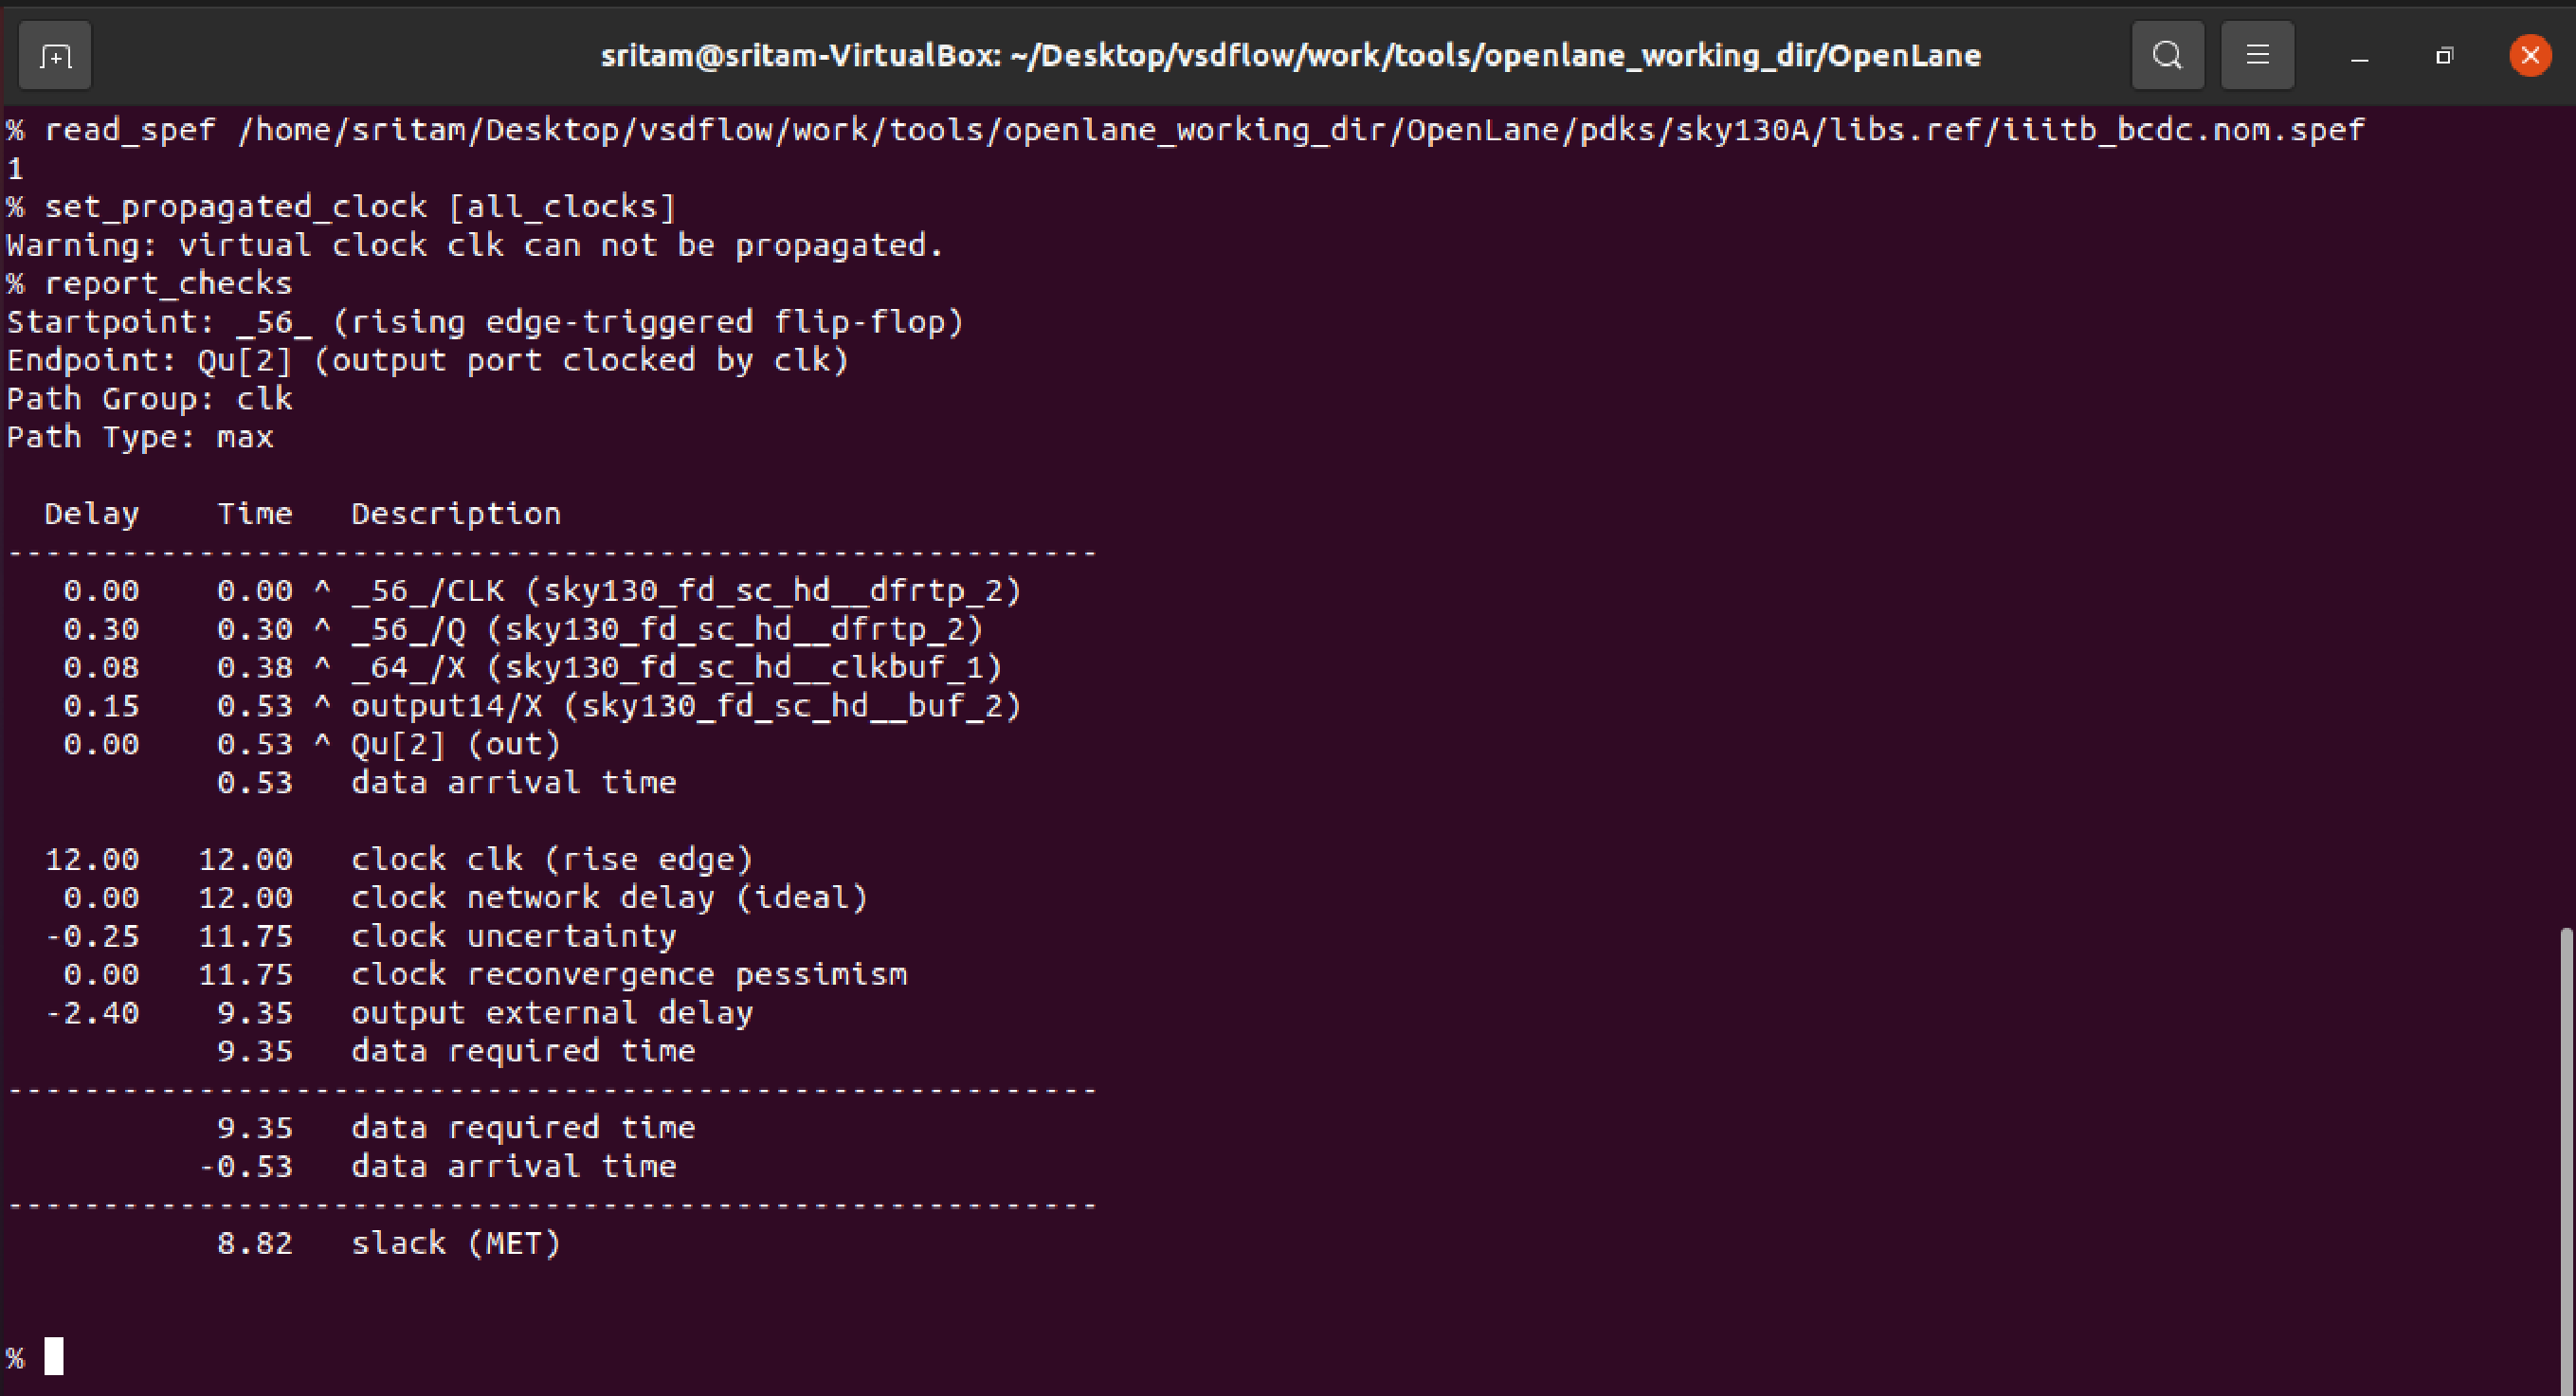 sritam@sritam-VirtualBox: ~/Desktop/vsdflow/work/tools/openlane_working_dir/OpenLane
% read_spef /home/sritam/Desktop/vsdflow/work/tools/openlane_working_dir/OpenLane/pdks/sky130A/libs.ref/iiitb_bcdc.nom.spef
1
% set_propagated_clock [all_clocks]
Warning: virtual clock clk can not be propagated.
% report_checks
Startpoint: _56_ (rising edge-triggered flip-flop)
Endpoint: Qu[2] (output port clocked by clk)
Path Group: clk
Path Type: max
  Delay    Time   Description
---------------------------------------------------------
   0.00    0.00 ^ _56_/CLK (sky130_fd_sc_hd__dfrtp_2)
   0.30    0.30 ^ _56_/Q (sky130_fd_sc_hd__dfrtp_2)
   0.08    0.38 ^ _64_/X (sky130_fd_sc_hd__clkbuf_1)
   0.15    0.53 ^ output14/X (sky130_fd_sc_hd__buf_2)
   0.00    0.53 ^ Qu[2] (out)
           0.53   data arrival time
  12.00   12.00   clock clk (rise edge)
   0.00   12.00   clock network delay (ideal)
  -0.25   11.75   clock uncertainty
   0.00   11.75   clock reconvergence pessimism
  -2.40    9.35   output external delay
           9.35   data required time
---------------------------------------------------------
           9.35   data required time
          -0.53   data arrival time
---------------------------------------------------------
           8.82   slack (MET)
%